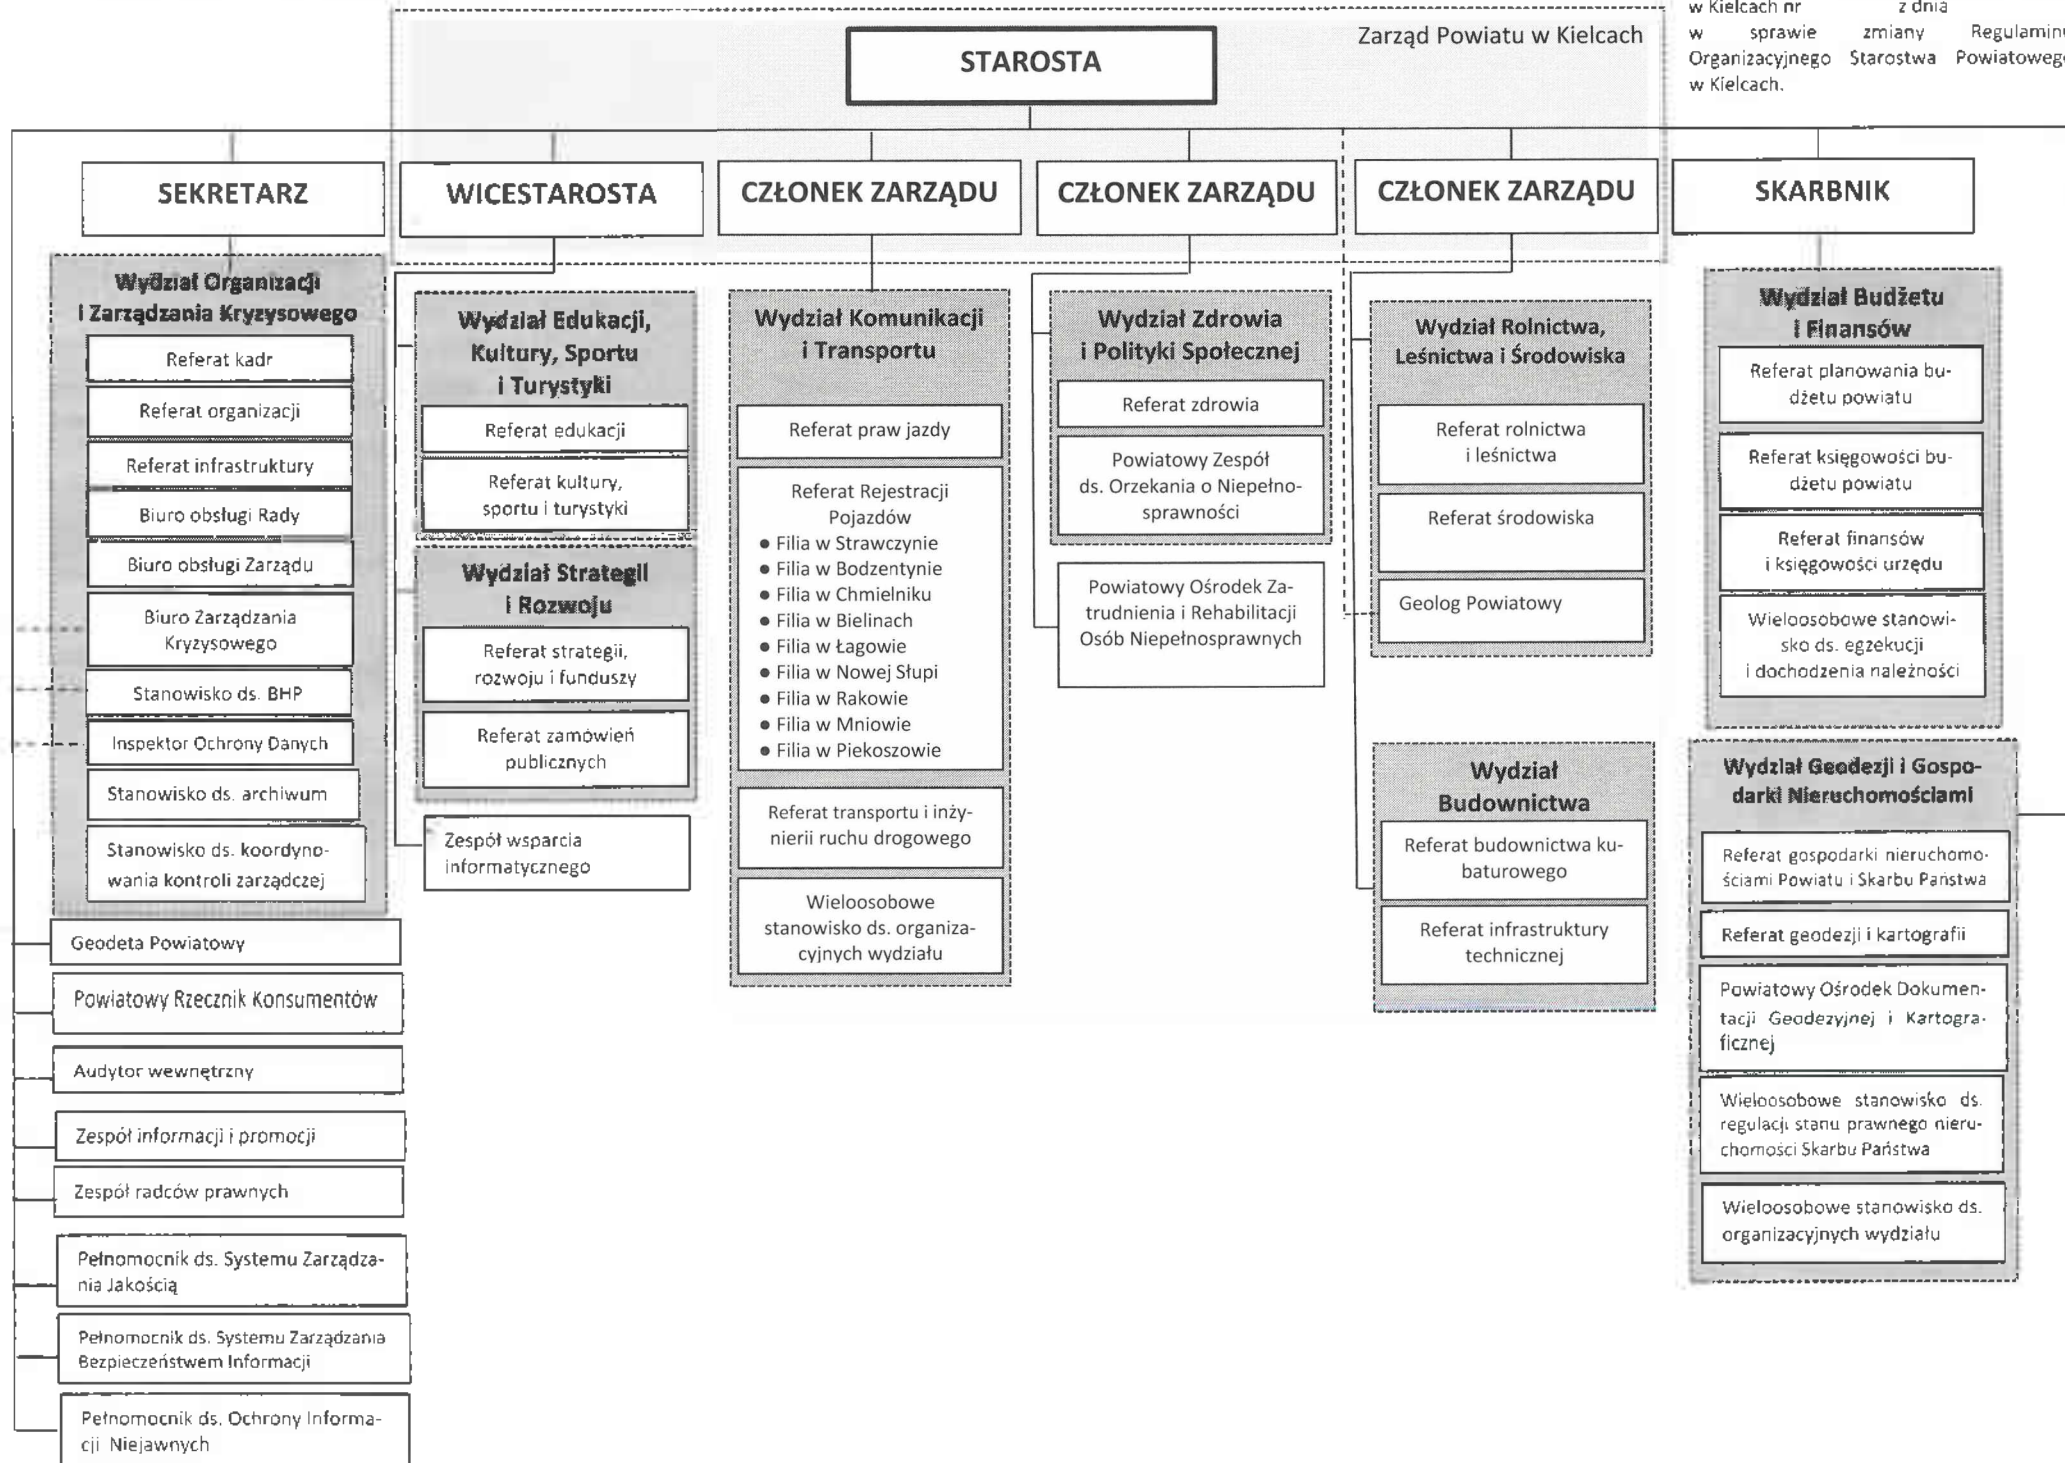 w Kielcach nr z dnia
w sprawie zmiany Regulaminu
Organizacyjnego Starostwa Powiatowego
w Kielcach.
Zarząd Powiatu w Kielcach
STAROSTA
SEKRETARZ
WICESTAROSTA
CZŁONEK ZARZĄDU
CZŁONEK ZARZĄDU
CZŁONEK ZARZĄDU
SKARBNIK
Wydział Organizacji
i Zarządzania Kryzysowego
Referat kadr
Referat organizacji
Referat infrastruktury
Biuro obsługi Rady
Biuro obsługi Zarządu
Biuro Zarządzania
Kryzysowego
Stanowisko ds. BHP
Inspektor Ochrony Danych
Stanowisko ds. archiwum
Stanowisko ds. koordyno-
wania kontroli zarządczej
Geodeta Powiatowy
Powiatowy Rzecznik Konsumentów
Audytor wewnętrzny
Zespół informacji i promocji
Zespół radców prawnych
Pełnomocnik ds. Systemu Zarządza-
nia Jakością
Pełnomocnik ds. Systemu Zarządzania
Bezpieczeństwem Informacji
Pełnomocnik ds. Ochrony Informa-
cji Niejawnych
Wydział Edukacji,
Kultury, Sportu
i Turystyki
Referat edukacji
Referat kultury,
sportu i turystyki
Wydział Strategii
i Rozwoju
Referat strategii,
rozwoju i funduszy
Referat zamówień
publicznych
Zespół wsparcia
informatycznego
Wydział Komunikacji
i Transportu
Referat praw jazdy
Referat Rejestracji
Pojazdów
● Filia w Strawczynie
● Filia w Bodzentynie
● Filia w Chmielniku
● Filia w Bielinach
● Filia w Łagowie
● Filia w Nowej Słupi
● Filia w Rakowie
● Filia w Mniowie
● Filia w Piekoszowie
Referat transportu i inży-
nierii ruchu drogowego
Wieloosobowe
stanowisko ds. organiza-
cyjnych wydziału
Wydział Zdrowia
i Polityki Społecznej
Referat zdrowia
Powiatowy Zespół
ds. Orzekania o Niepełno-
sprawności
Powiatowy Ośrodek Za-
trudnienia i Rehabilitacji
Osób Niepełnosprawnych
Wydział Rolnictwa,
Leśnictwa i Środowiska
Referat rolnictwa
i leśnictwa
Referat środowiska
Geolog Powiatowy
Wydział
Budownictwa
Referat budownictwa ku-
baturowego
Referat infrastruktury
technicznej
Wydział Budżetu
i Finansów
Referat planowania bu-
dżetu powiatu
Referat księgowości bu-
dżetu powiatu
Referat finansów
i księgowości urzędu
Wieloosobowe stanowi-
sko ds. egzekucji
i dochodzenia należności
Wydział Geodezji i Gospo-
darki Nieruchomościami
Referat gospodarki nieruchomo-
ściami Powiatu i Skarbu Państwa
Referat geodezji i kartografii
Powiatowy Ośrodek Dokumen-
tacji Geodezyjnej i Kartogra-
ficznej
Wieloosobowe stanowisko ds.
regulacji stanu prawnego nieru-
chomości Skarbu Państwa
Wieloosobowe stanowisko ds.
organizacyjnych wydziału